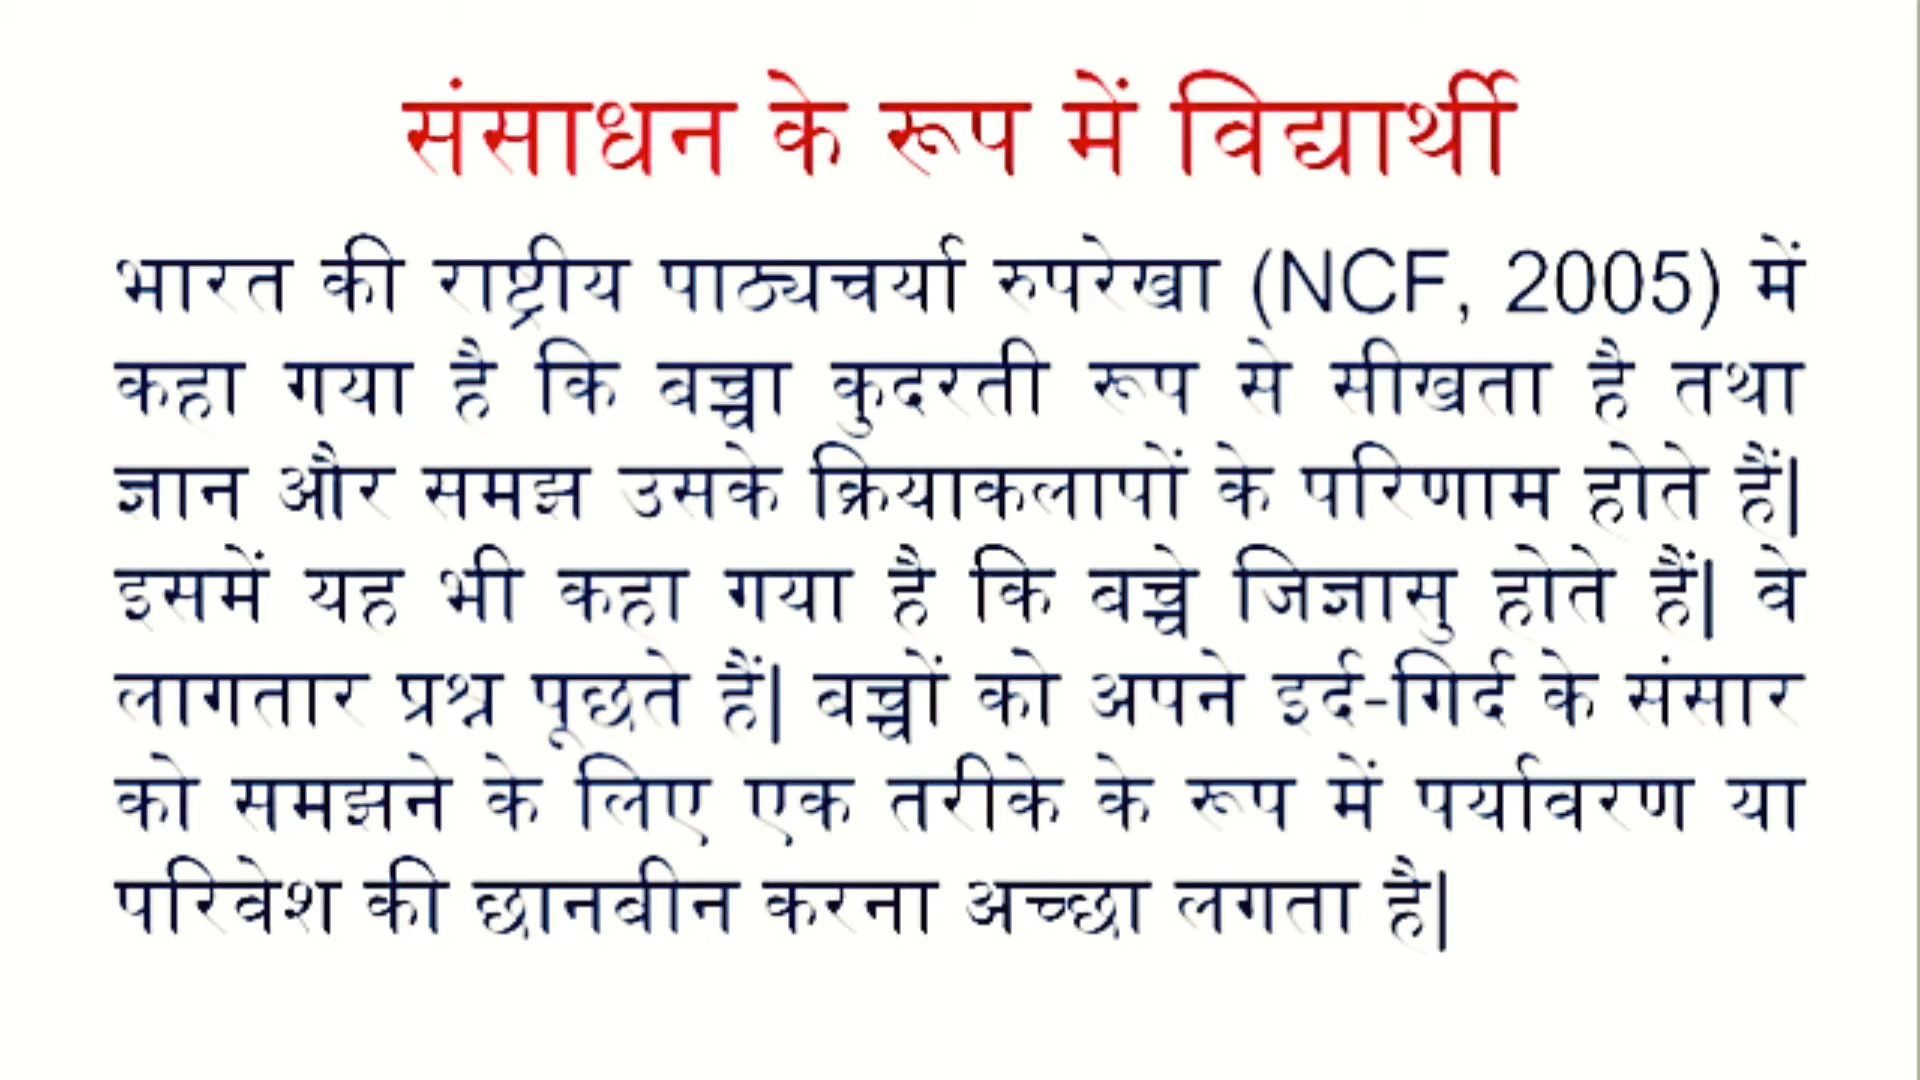 संसाधन के रूप में विद्यार्थी
भारत की राष्ट्रीय पाठ्यचर्या रुपरेखा (NCF, 2005) में
कहा गया है कि बच्चा कुदरती रूप से सीखता है तथा
ज्ञान और समझ उसके क्रियाकलापों के परिणाम होते हैं|
इसमें यह भी कहा गया है कि बच्चे जिज्ञासु होते हैं| वे
लागतार प्रश्न पूछते हैं| बच्चों को अपने इर्द-गिर्द के संसार
को समझने के लिए एक तरीके के रूप में पर्यावरण या
परिवेश की छानबीन करना अच्छा लगता है|